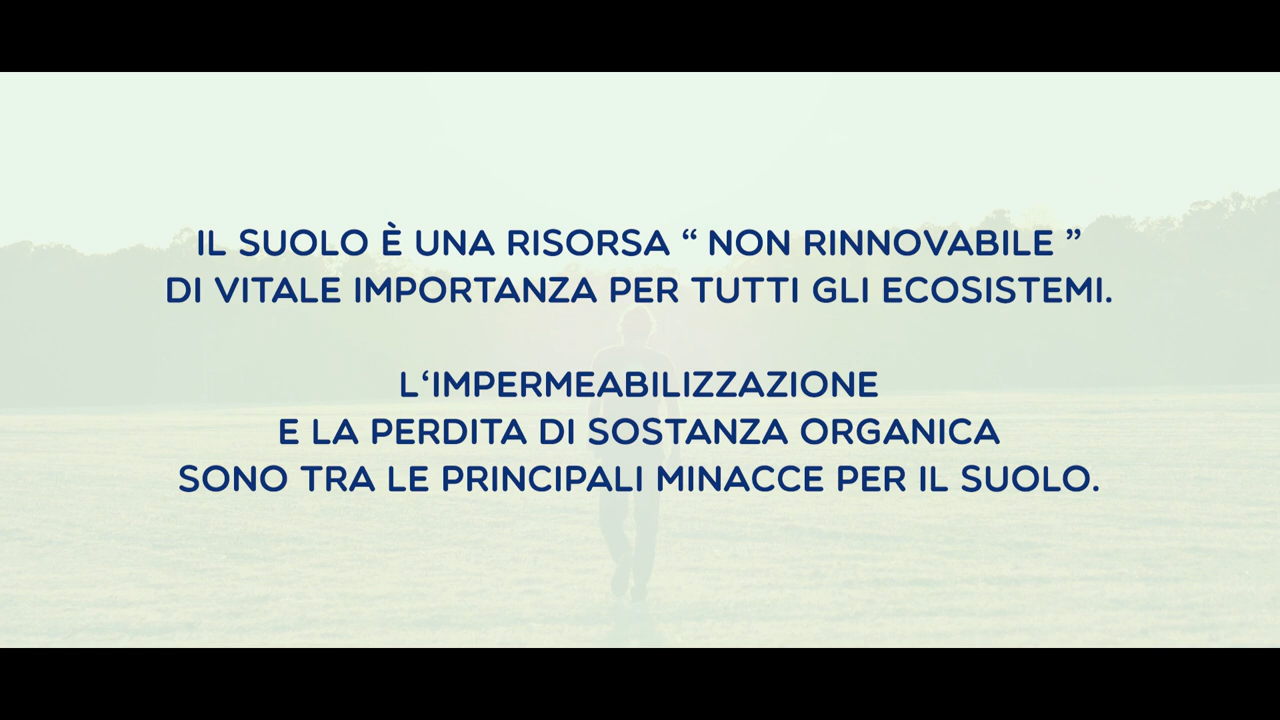 IL SUOLO È UNA RISORSA “ NON RINNOVABILE ”
DI VITALE IMPORTANZA PER TUTTI GLI ECOSISTEMI.
L‘IMPERMEABILIZZAZIONE
E LA PERDITA DI SOSTANZA ORGANICA
SONO TRA LE PRINCIPALI MINACCE PER IL SUOLO.